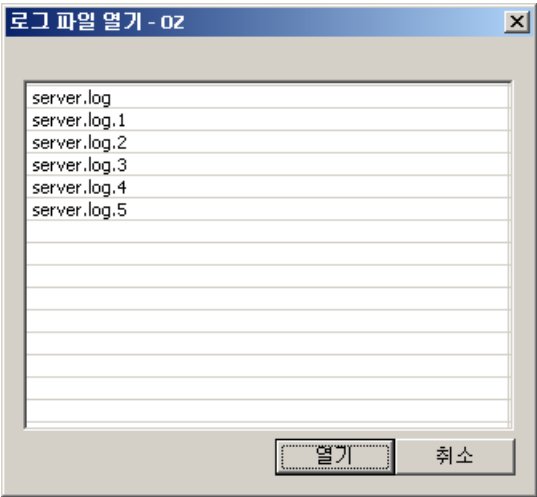 로그 파일 열기 - OZ
server.log
server.log.1
server.log.2
server.log.3
server.log.4
server.log.5
열기 취소